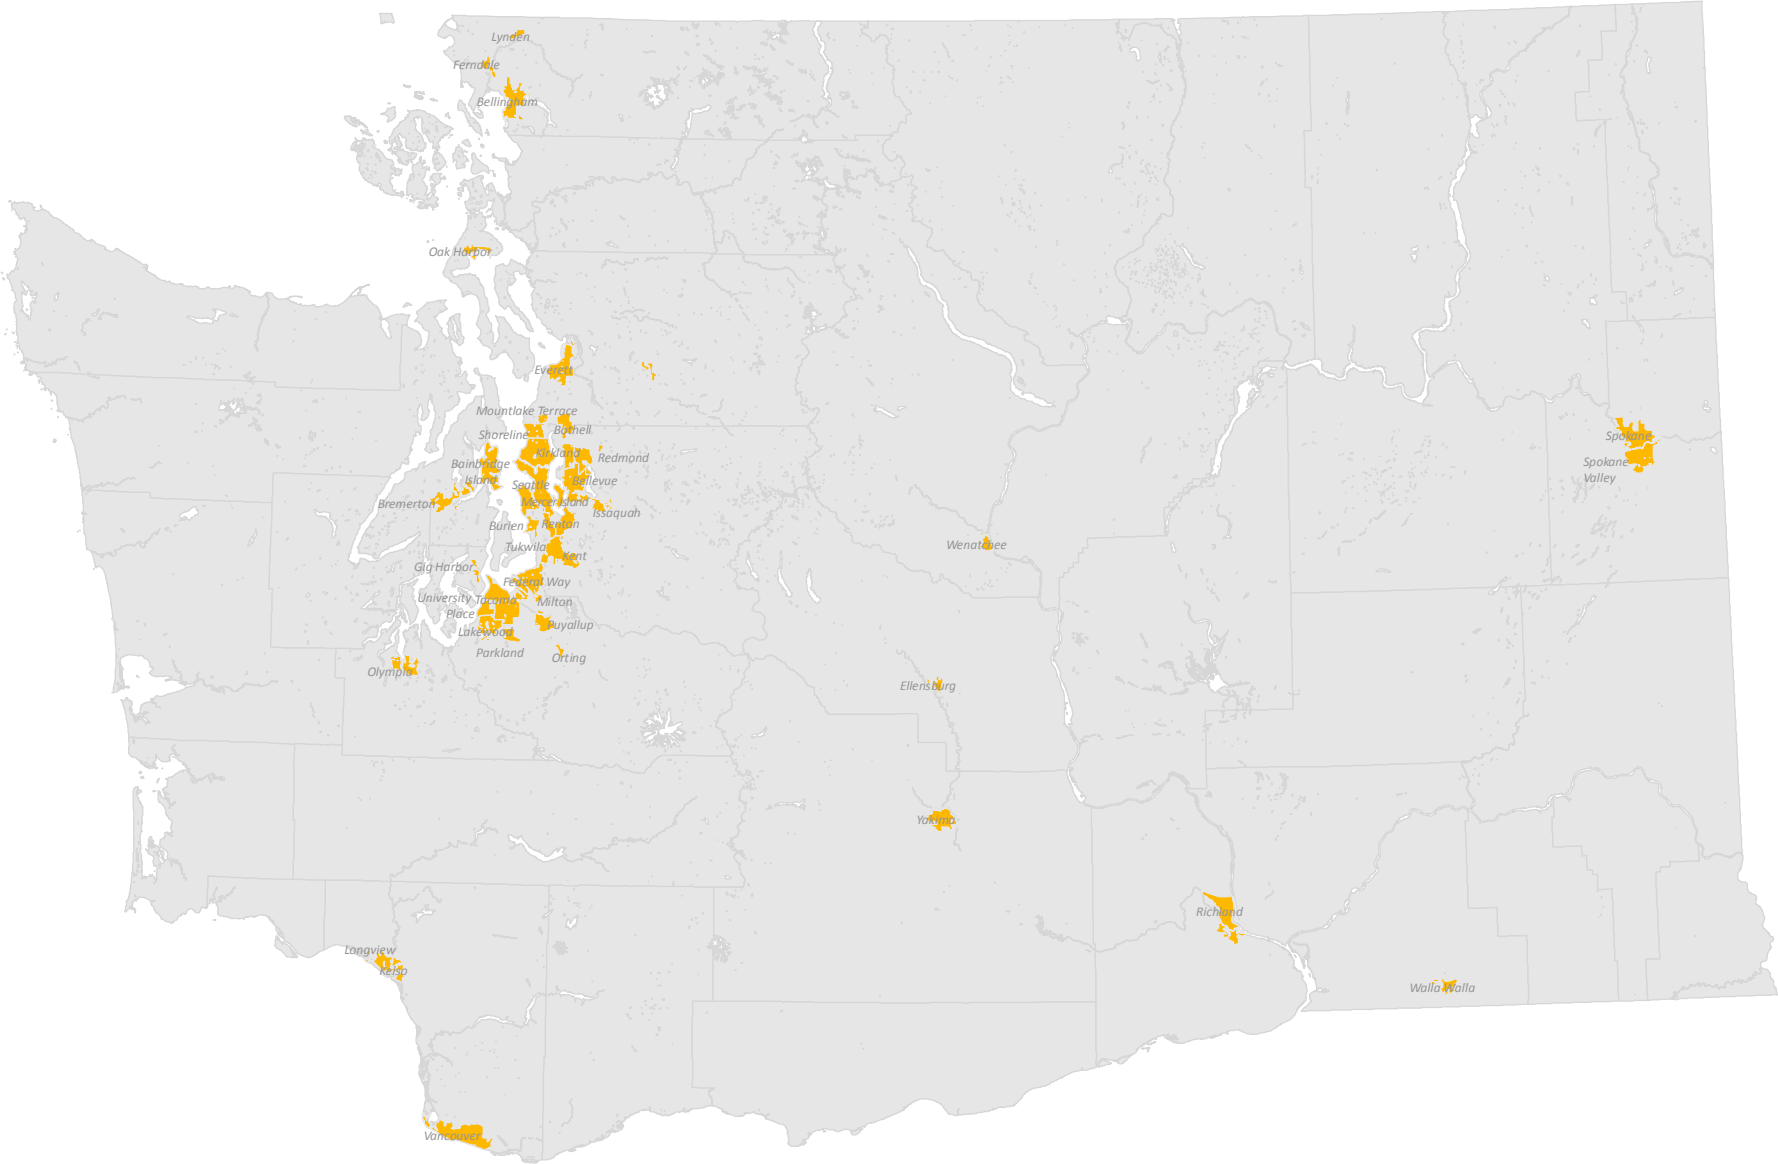 Lynden
Ferndale
Bellingham
Oak Harbor
Everett
Mountlake Terrace
Bothell
Shoreline
Kirkland
Redmond
Bainbridge
Island
Seattle
Bellevue
Bremerton
Mercer Island
Issaquah
Burien
Renton
Tukwila
Kent
Gig Harbor
Federal Way
University
Place
Tacoma
Milton
Puyallup
Lakewood
Parkland
Orting
Olympia
Spokane
Spokane
Valley
Wenatchee
Ellensburg
Yakima
Richland
Longview
Kelso
Walla Walla
Vancouver